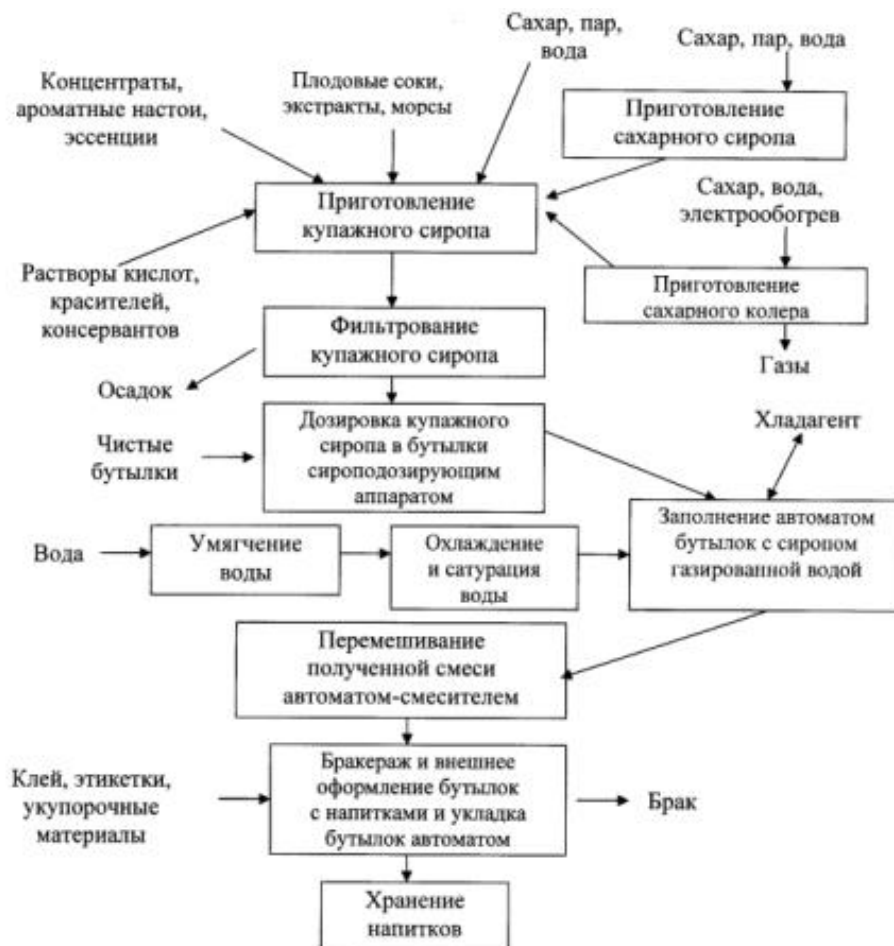 Сахар, пар,
вода
Сахар, пар, вода
Концентраты,
ароматные настои,
эссенции
Плодовые соки,
экстракты, морсы
Приготовление
сахарного сиропа
Приготовление
купажного сиропа
Сахар, вода,
электрообогрев
Растворы кислот,
красителей,
консервантов
Приготовление
сахарного колера
Фильтрование
купажного сиропа
Газы
Осадок
Чистые
бутылки
Дозировка купажного
сиропа в бутылки
сироподозирующим
аппаратом
Хладагент
Заполнение автоматом
бутылок с сиропом
газированной водой
Вода
Умягчение
воды
Охлаждение
и сатурация
воды
Перемешивание
полученной смеси
автоматом-смесителем
Клей, этикетки,
укупорочные
материалы
Бракераж и внешнее
оформление бутылок
с напитками и укладка
бутылок автоматом
Брак
Хранение
напитков